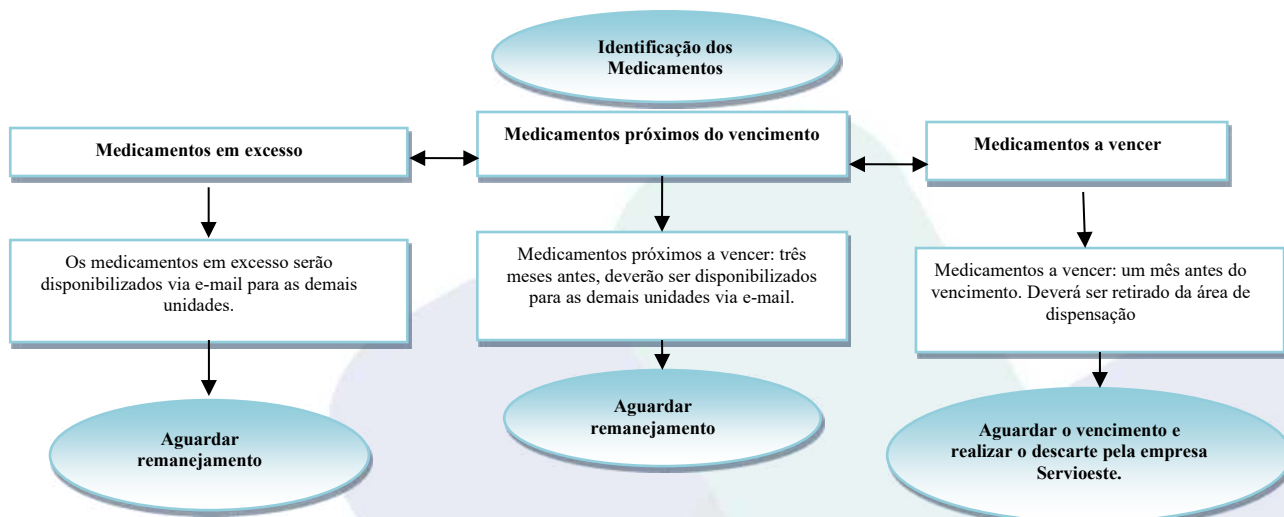 Identificação dos
Medicamentos
Medicamentos em excesso
Medicamentos próximos do vencimento
Medicamentos a vencer
Os medicamentos em excesso serão
disponibilizados via e-mail para as demais
unidades.
Medicamentos próximos a vencer: três
meses antes, deverão ser disponibilizados
para as demais unidades via e-mail.
Medicamentos a vencer: um mês antes do
vencimento. Deverá ser retirado da área de
dispensação
Aguardar
remanejamento
Aguardar
remanejamento
Aguardar o vencimento e
realizar o descarte pela empresa
Servioeste.